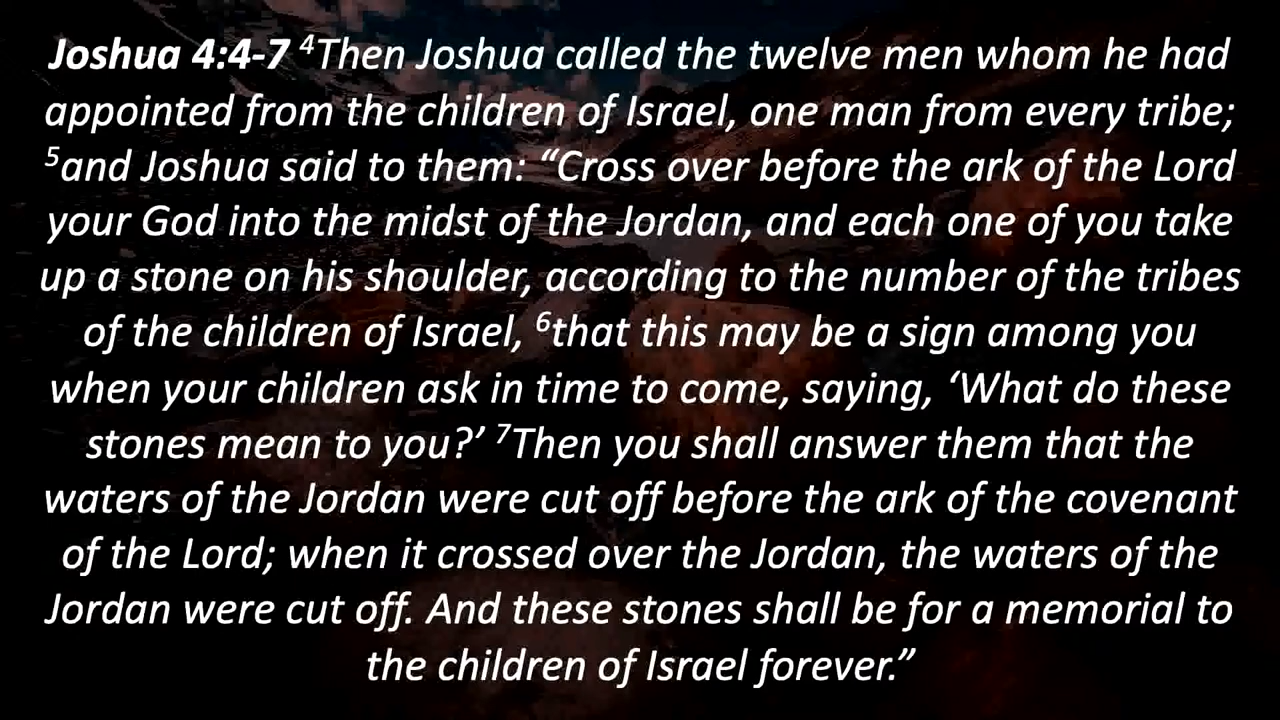 Joshua 4:4-7 ⁴Then Joshua called the twelve men whom he had
appointed from the children of Israel, one man from every tribe;
⁵and Joshua said to them: “Cross over before the ark of the Lord
your God into the midst of the Jordan, and each one of you take
up a stone on his shoulder, according to the number of the tribes
of the children of Israel, ⁶that this may be a sign among you
when your children ask in time to come, saying, ‘What do these
stones mean to you?’ ⁷Then you shall answer them that the
waters of the Jordan were cut off before the ark of the covenant
of the Lord; when it crossed over the Jordan, the waters of the
Jordan were cut off. And these stones shall be for a memorial to
the children of Israel forever.”